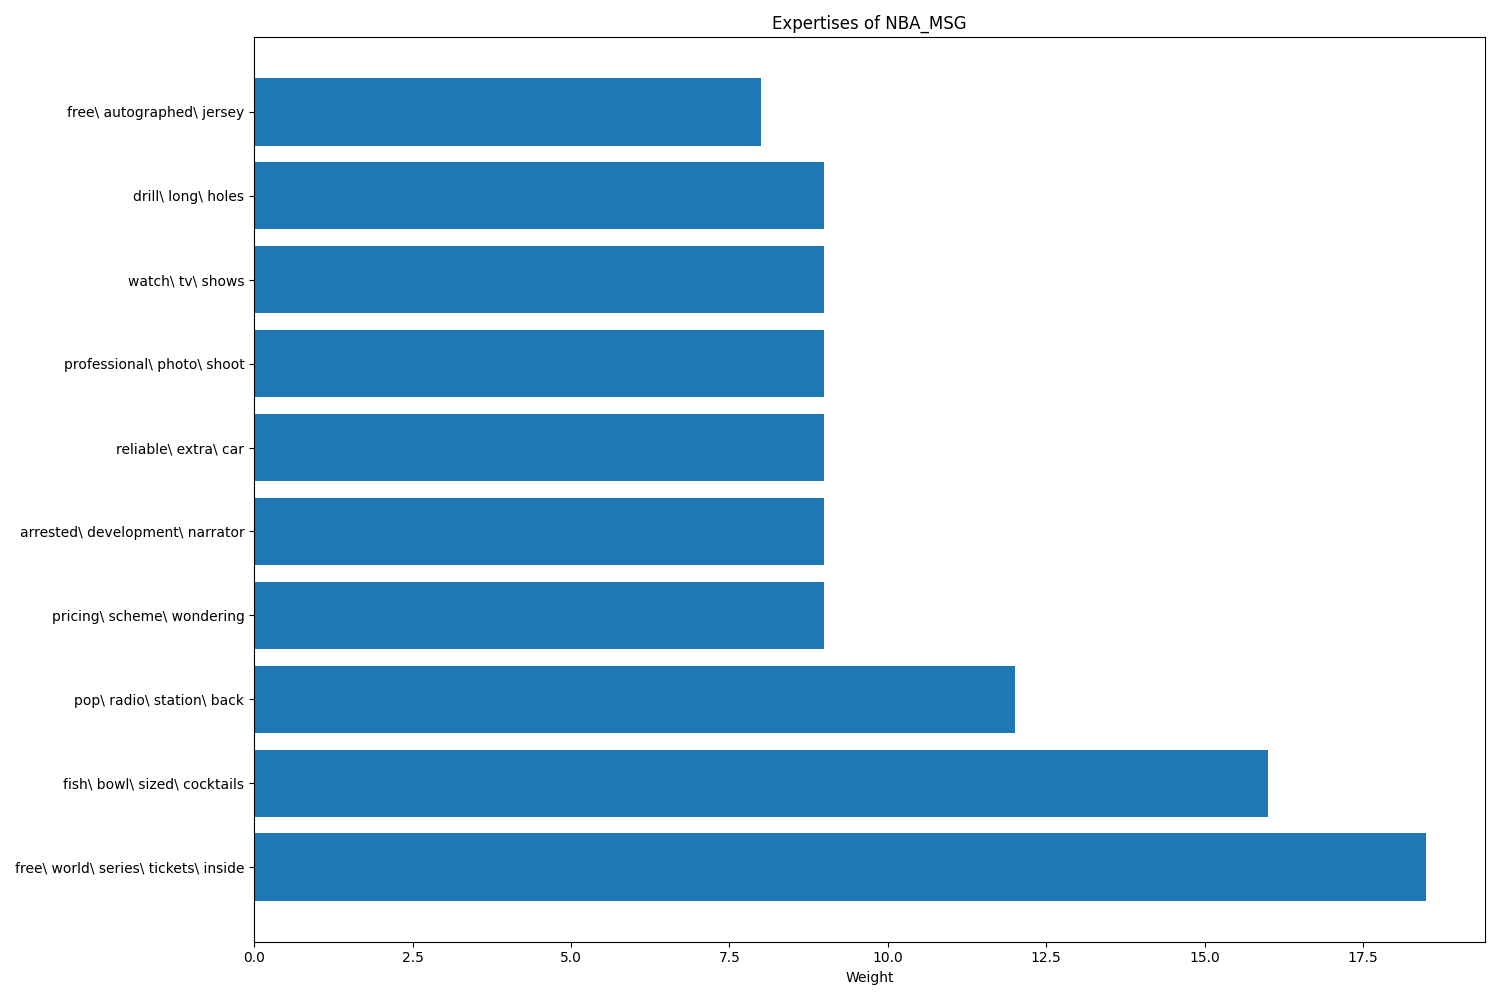 Expertises of NBA_MSG
free\ autographed\ jersey
drill\ long\ holes
watch\ tv\ shows
professional\ photo\ shoot
reliable\ extra\ car
arrested\ development\ narrator
pricing\ scheme\ wondering
pop\ radio\ station\ back
fish\ bowl\ sized\ cocktails
free\ world\ series\ tickets\ inside
0.0 2.5 5.0 7.5 10.0 12.5 15.0 17.5
Weight